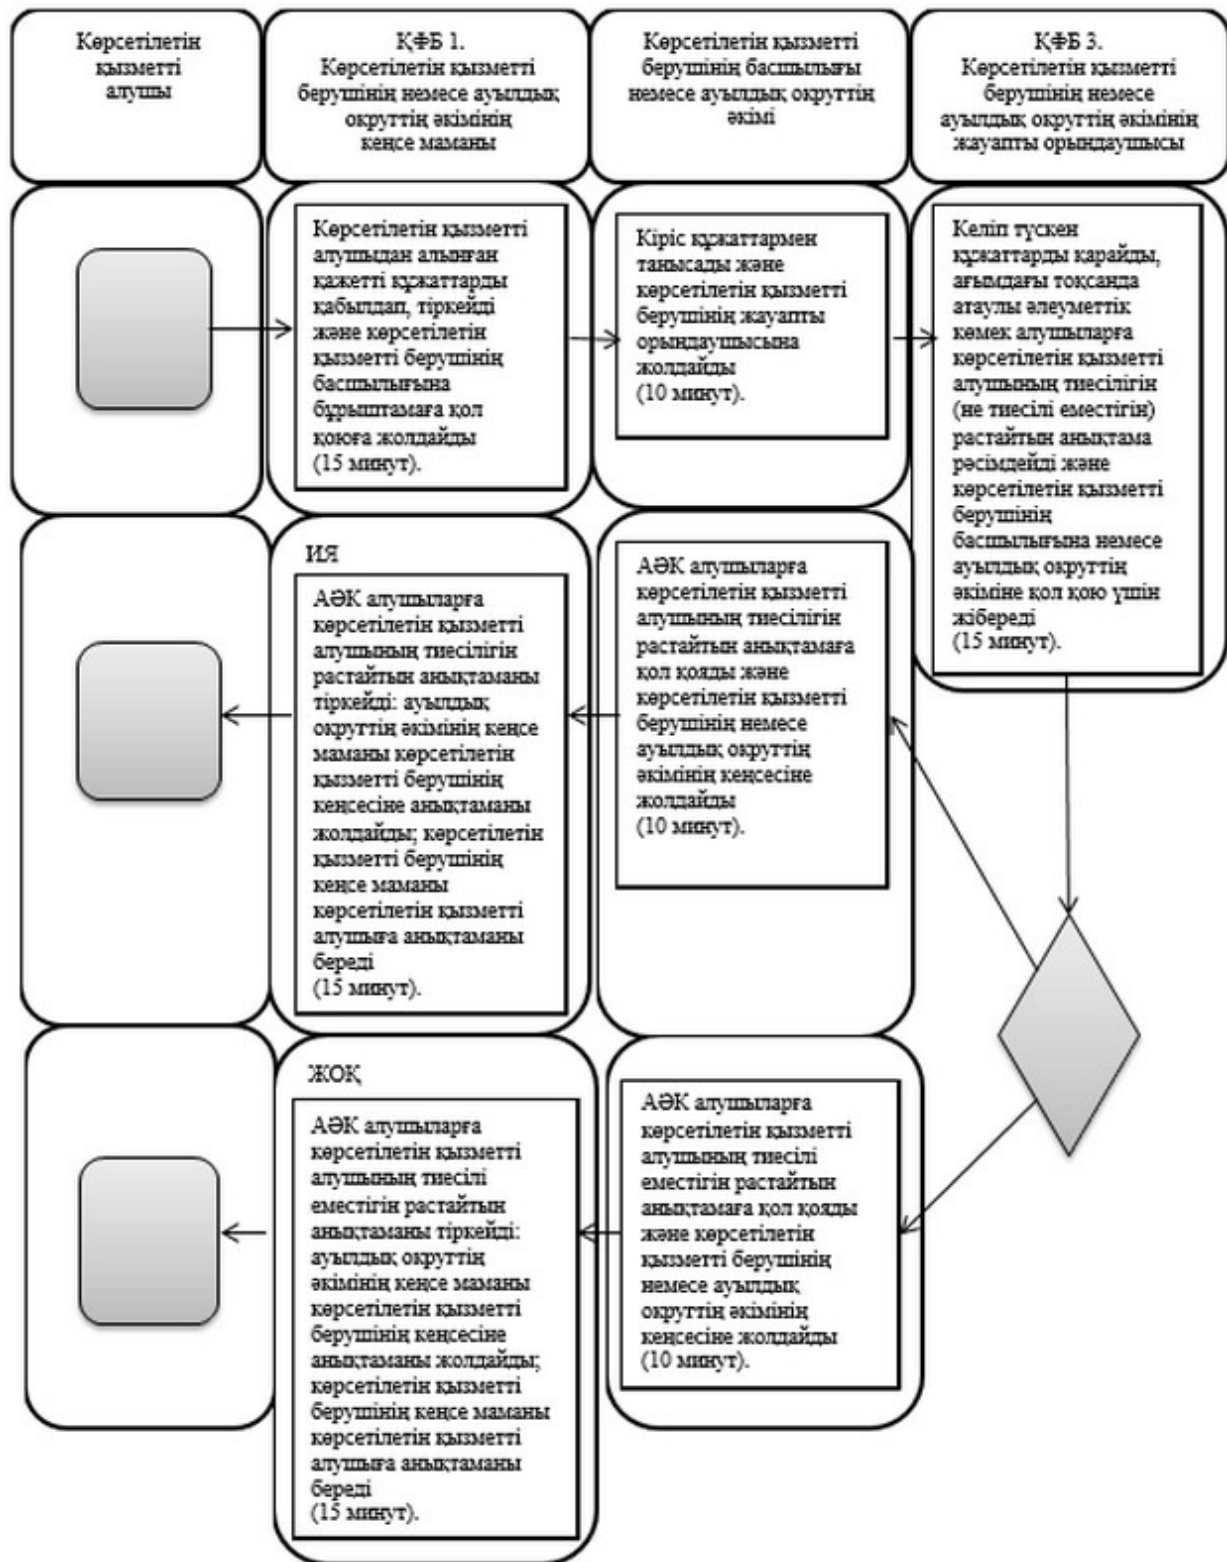 Көрсетілетін
қызметті
алушы
ҚФБ 1.
Көрсетілетін қызметті
берушінің немесе ауылдық
округтің әкімінің
кеңсе маманы
Көрсетілетін қызметті
берушінің басшылығы
немесе ауылдық округтің
әкімі
ҚФБ 3.
Көрсетілетін қызметті
берушінің немесе
ауылдық округтің әкімінің
жауапты орындаушысы
Көрсетілетін қызметті
алушыдан алынған
қажетті құжаттарды
қабылдап, тіркейді
және көрсетілетін
қызметті берушінің
басшылығына
бұрыштамаға қол
қоюға жолдайды
(15 минут).
Кіріс құжаттармен
танысады және
көрсетілетін қызметті
берушінің жауапты
орындаушысына
жолдайды
(10 минут).
Келіп түскен
құжаттарды қарайды,
ағымдағы тоқсанда
атаулы әлеуметтік
көмек алушыларға
көрсетілетін қызметті
алушының тиесілігін
(не тиесілі еместігін)
растайтын анықтама
рәсімдейді және
көрсетілетін қызметті
берушінің
басшылығына немесе
ауылдық округтің
әкіміне қол қою үшін
жібереді
(15 минут).
ИЯ
АӘК алушыларға
көрсетілетін қызметті
алушының тиесілігін
растайтын анықтаманы
тіркейді: ауылдық
округтің әкімінің кеңсе
маманы көрсетілетін
қызметті берушінің
кеңсесіне анықтаманы
жолдайды; көрсетілетін
қызметті берушінің
кеңсе маманы
көрсетілетін қызметті
алушыға анықтаманы
береді
(15 минут).
АӘК алушыларға
көрсетілетін қызметті
алушының тиесілігін
растайтын анықтамаға
қол қояды және
көрсетілетін қызметті
берушінің немесе
ауылдық округтің
әкімінің кеңсесіне
жолдайды
(10 минут).
ЖОҚ
АӘК алушыларға
көрсетілетін қызметті
алушының тиесілі
еместігін растайтын
анықтаманы тіркейді:
ауылдық округтің
әкімінің кеңсе маманы
көрсетілетін қызметті
берушінің кеңсесіне
анықтаманы жолдайды;
көрсетілетін қызметті
берушінің кеңсе маманы
көрсетілетін қызметті
алушыға анықтаманы
береді
(15 минут).
АӘК алушыларға
көрсетілетін қызметті
алушының тиесілі
еместігін растайтын
анықтамаға қол қояды
және көрсетілетін
қызметті берушінің
немесе ауылдық
округтің әкімінің
кеңсесіне жолдайды
(10 минут).